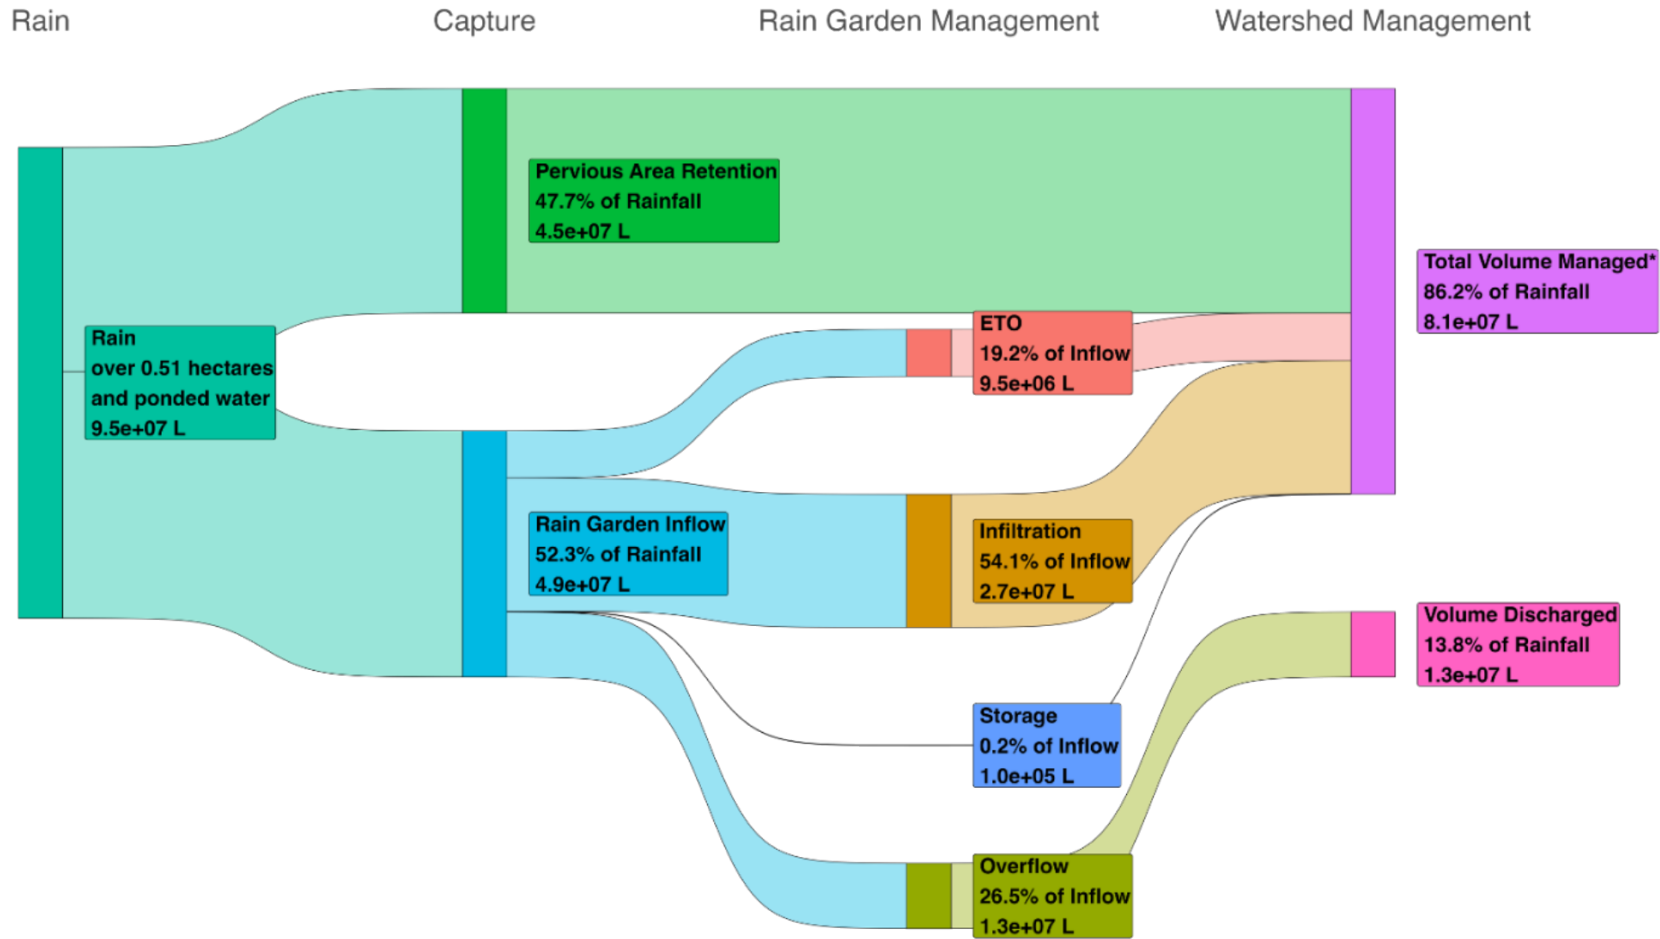 Rain
Capture
Rain Garden Management
Watershed Management
Rain
over 0.51 hectares
and ponded water
9.5e+07 L
Pervious Area Retention
47.7% of Rainfall
4.5e+07 L
Rain Garden Inflow
52.3% of Rainfall
4.9e+07 L
ETO
19.2% of Inflow
9.5e+06 L
Infiltration
54.1% of Inflow
2.7e+07 L
Storage
0.2% of Inflow
1.0e+05 L
Overflow
26.5% of Inflow
1.3e+07 L
Total Volume Managed*
86.2% of Rainfall
8.1e+07 L
Volume Discharged
13.8% of Rainfall
1.3e+07 L